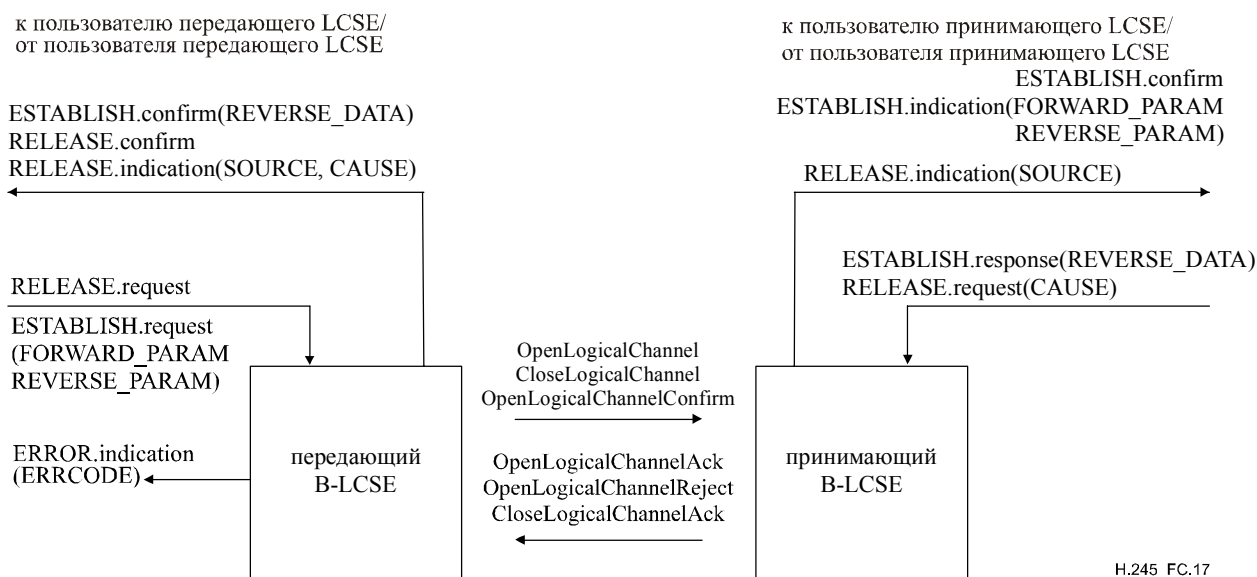 к пользователю передающего LCSE/
от пользователя передающего LCSE
ESTABLISH.confirm(REVERSE_DATA)
RELEASE.confirm
RELEASE.indication(SOURCE, CAUSE)
RELEASE.request
ESTABLISH.request
(FORWARD_PARAM
REVERSE_PARAM)
ERROR.indication
(ERRCODE)
передающий
B-LCSE
OpenLogicalChannel
CloseLogicalChannel
OpenLogicalChannelConfirm
OpenLogicalChannelAck
OpenLogicalChannelReject
CloseLogicalChannelAck
к пользователю принимающего LCSE/
от пользователя принимающего LCSE
ESTABLISH.confirm
ESTABLISH.indication(FORWARD_PARAM
REVERSE_PARAM)
RELEASE.indication(SOURCE)
ESTABLISH.response(REVERSE_DATA)
RELEASE.request(CAUSE)
принимающий
B-LCSE
H.245_FC.17